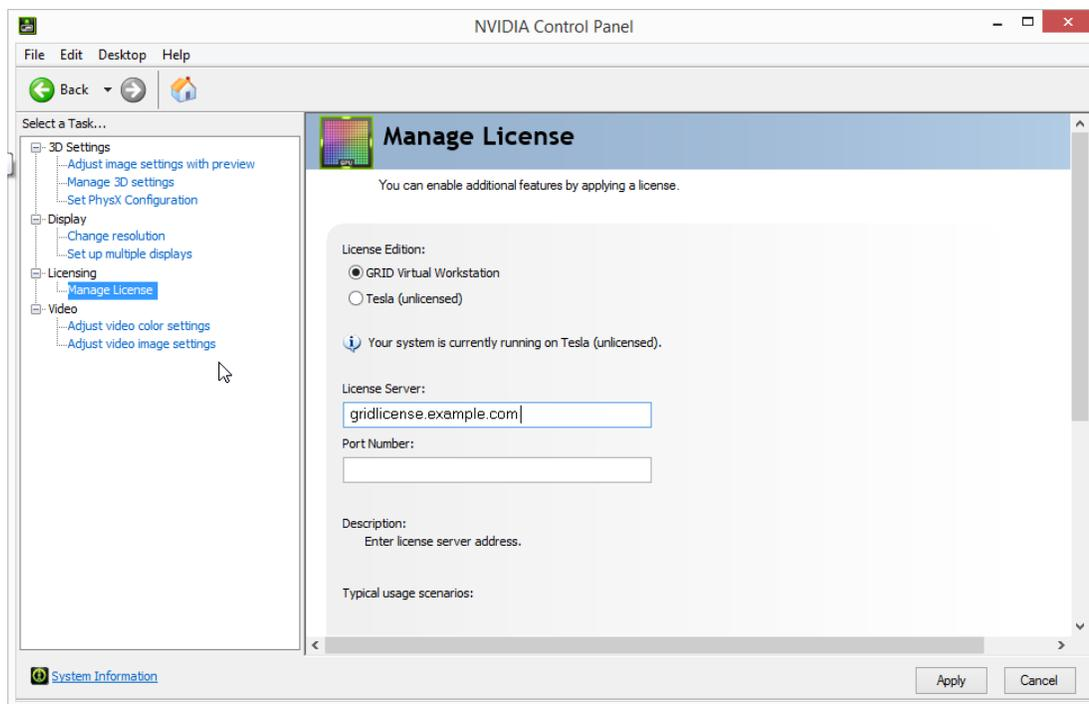 NVIDIA Control Panel
File Edit Desktop Help
Back
Select a Task...
3D Settings
Adjust image settings with preview
Manage 3D settings
Set PhysX Configuration
Display
Change resolution
Set up multiple displays
Licensing
Manage License
Video
Adjust video color settings
Adjust video image settings
Manage License
You can enable additional features by applying a license.
License Edition:
GRID Virtual Workstation
Tesla (unlicensed)
Your system is currently running on Tesla (unlicensed).
License Server:
gridlicense.example.com
Port Number:
Description:
Enter license server address.
Typical usage scenarios:
System Information
Apply Cancel